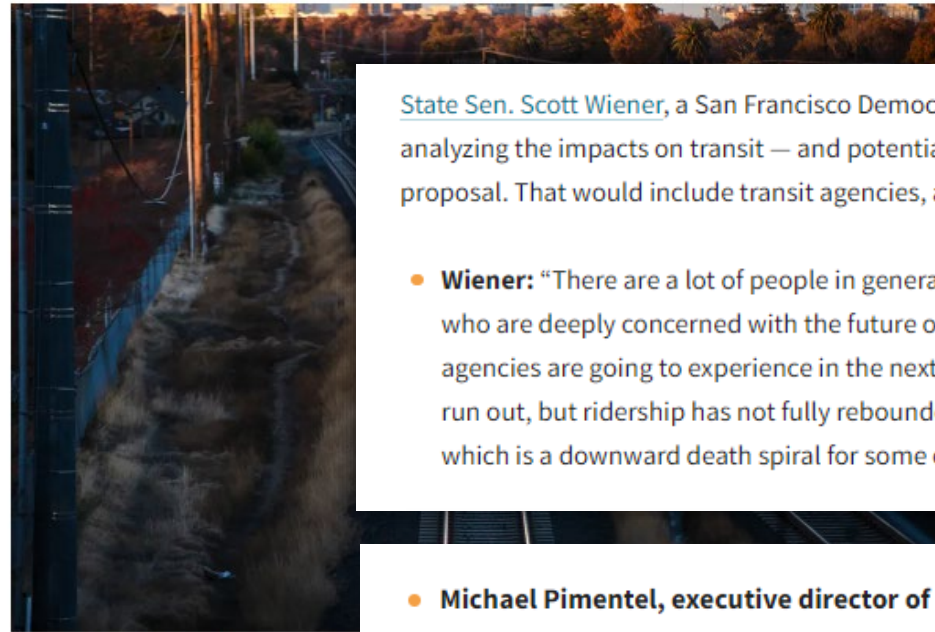 State Sen. Scott Wiener, a San Francisco Democ
analyzing the impacts on transit — and potentia
proposal. That would include transit agencies, a
Wiener: “There are a lot of people in genera
who are deeply concerned with the future o
agencies are going to experience in the next
run out, but ridership has not fully rebound
which is a downward death spiral for some
Michael Pimentel, executive director of